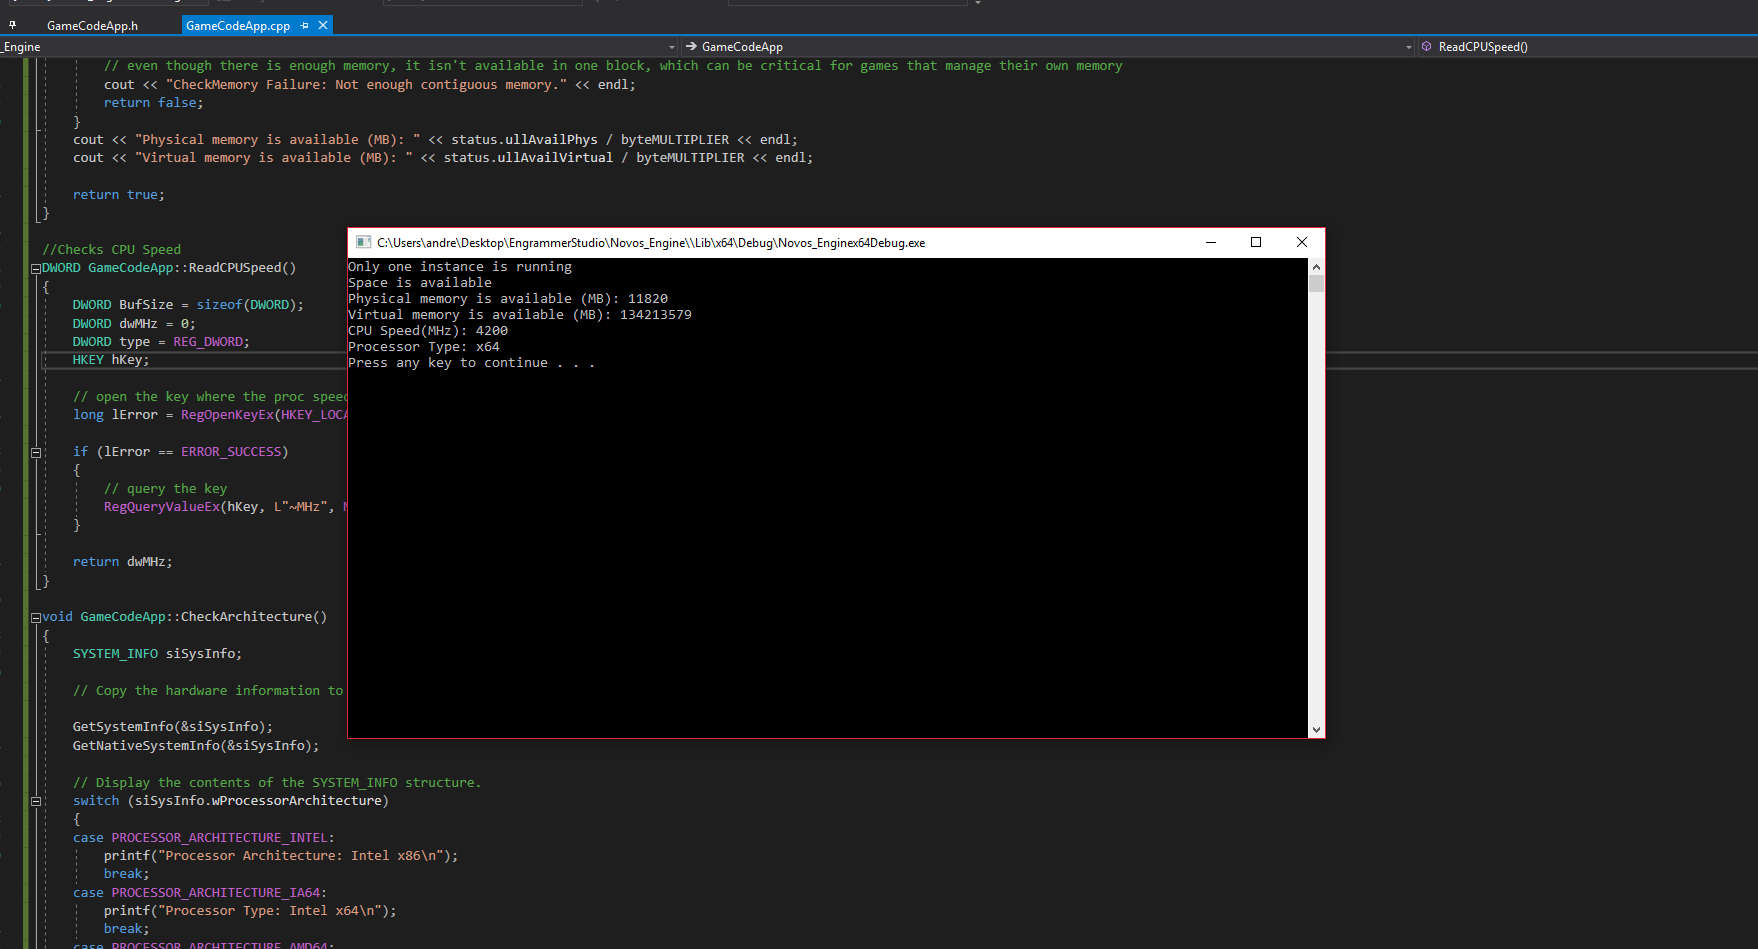 GameCodeApp.h
GameCodeApp.cpp
_Engine
GameCodeApp
ReadCPUSpeed()
// even though there is enough memory, it isn't available in one block, which can be critical for games that manage their own memory
cout << "CheckMemory Failure: Not enough contiguous memory." << endl;
return false;
}
cout << "Physical memory is available (MB): " << status.ullAvailPhys / byteMULTIPLIER << endl;
cout << "Virtual memory is available (MB): " << status.ullAvailVirtual / byteMULTIPLIER << endl;
return true;
}
//Checks CPU Speed
DWORD GameCodeApp::ReadCPUSpeed()
{
DWORD BufSize = sizeof(DWORD);
DWORD dwMHz = 0;
DWORD type = REG_DWORD;
HKEY hKey;
// open the key where the proc speed
long lError = RegOpenKeyEx(HKEY_LOCA
if (lError == ERROR_SUCCESS)
{
// query the key
RegQueryValueEx(hKey, L"~MHz", N
}
return dwMHz;
}
void GameCodeApp::CheckArchitecture()
{
SYSTEM_INFO siSysInfo;
// Copy the hardware information to
GetSystemInfo(&siSysInfo);
GetNativeSystemInfo(&siSysInfo);
// Display the contents of the SYSTEM_INFO structure.
switch (siSysInfo.wProcessorArchitecture)
{
case PROCESSOR_ARCHITECTURE_INTEL:
printf("Processor Architecture: Intel x86\n");
break;
case PROCESSOR_ARCHITECTURE_IA64:
printf("Processor Type: Intel x64\n");
break;
case PROCESSOR_ARCHITECTURE_AMD64:
C:\Users\andre\Desktop\EngrammerStudio\Novos_Engine\\Lib\x64\Debug\Novos_Enginex64Debug.exe
Only one instance is running
Space is available
Physical memory is available (MB): 11820
Virtual memory is available (MB): 134213579
CPU Speed(MHz): 4200
Processor Type: x64
Press any key to continue . . .